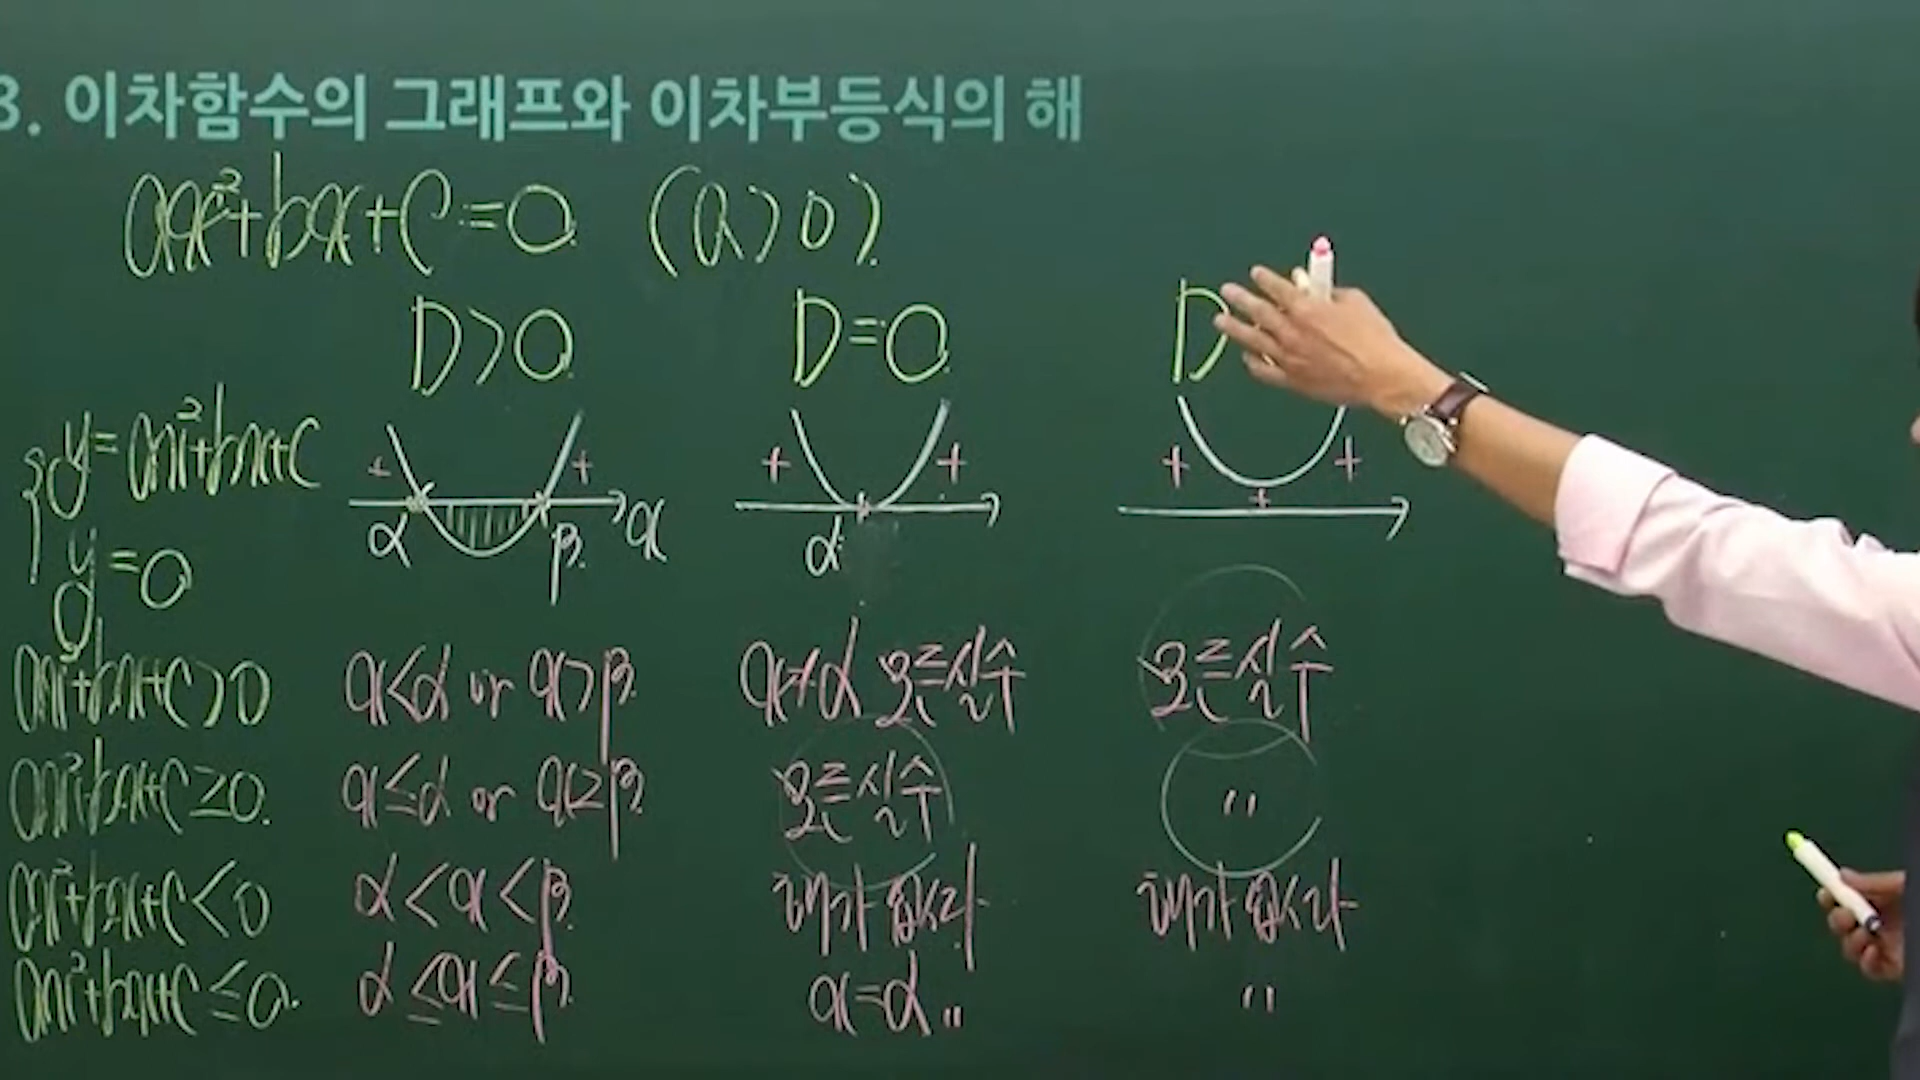 3. 이차함수의 그래프와 이차부등식의 해
ax²+bx+c=0 (a>0)
D>0 D=0 D
y=ax²+bx+c
y=0
+ + + + + + +
α β x α
ax²+bx+c>0 x<α or x>β x≠α 모든실수 모든실수
ax²+bx+c≥0 x≤α or x≥β 모든실수 〃
ax²+bx+c<0 α<x<β 해가 없다 해가 없다
ax²+bx+c≤0 α≤x≤β x=α 〃